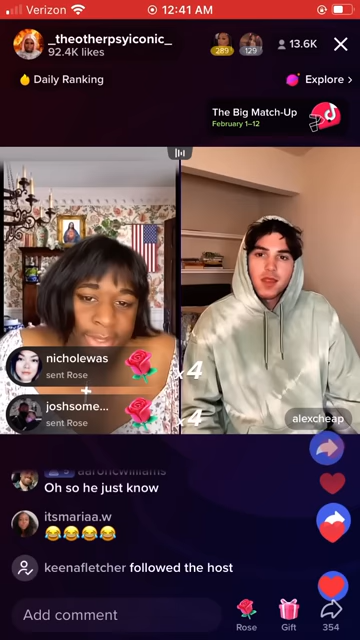 Verizon
12:41 AM
_theotherpsyiconic_
92.4K likes
289
129
13.6K
Daily Ranking
Explore >
The Big Match-Up
February 1–12
nicholewas
sent Rose
x4
joshsome...
sent Rose
x4
alexcheap
aaroncwilliams
Oh so he just know
itsmariaa.w
😂😂😂😂
keenafletcher followed the host
Add comment
Rose
Gift
354